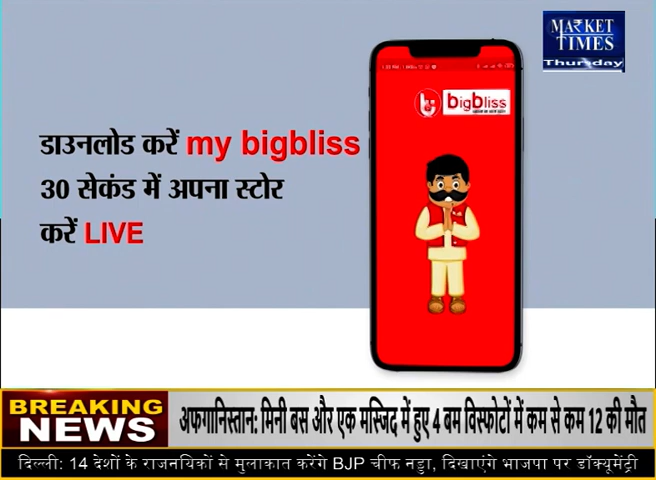 MARKET
TIMES
Thursday
bigbliss
डाउनलोड करें my bigbliss
30 सेकंड में अपना स्टोर
करें LIVE
BREAKING
NEWS
अफगानिस्तान: मिनी बस और एक मस्जिद में हुए 4 बम विस्फोटों में कम से कम 12 की मौत
दिल्ली: 14 देशों के राजनयिकों से मुलाकात करेंगे BJP चीफ नड्डा, दिखाएंगे भाजपा पर डॉक्यूमेंट्री